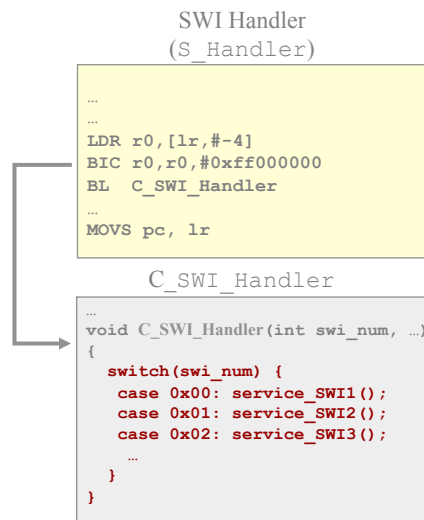 SWI Handler
(S_Handler)
…
…
LDR r0,[lr,#-4]
BIC r0,r0,#0xff000000
BL  C_SWI_Handler
…
MOVS pc, lr
C_SWI_Handler
…
void C_SWI_Handler(int swi_num, …)
{
switch(swi_num) {
case 0x00: service_SWI1();
case 0x01: service_SWI2();
case 0x02: service_SWI3();
…
}
}